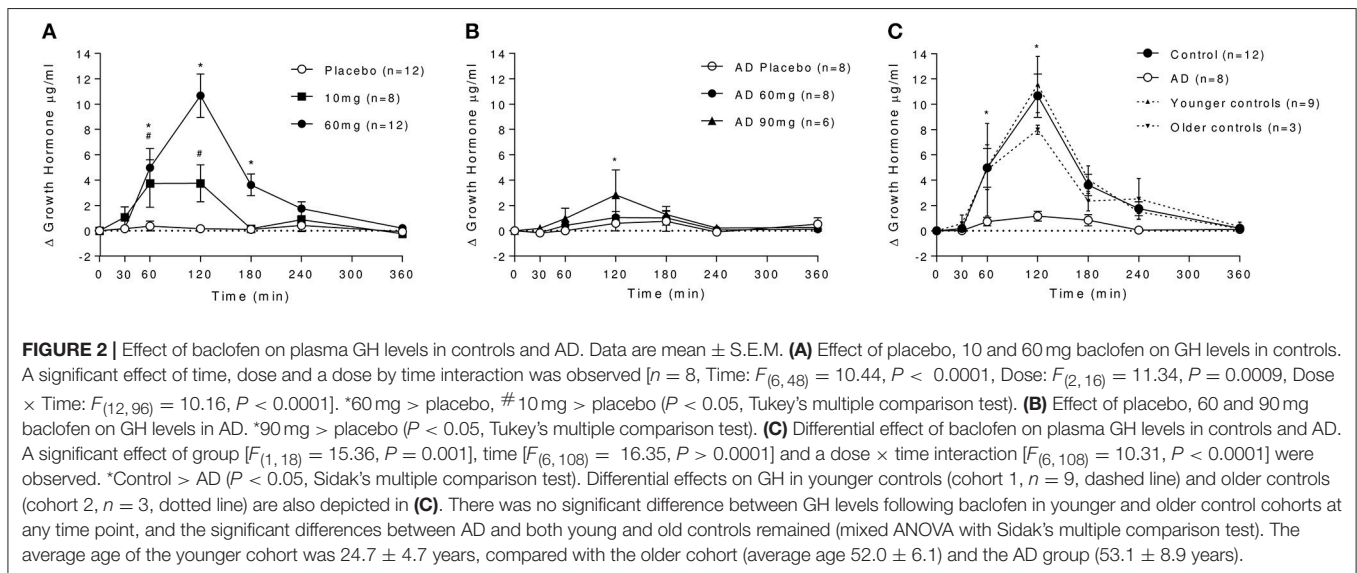 A
Δ Growth Hormone µg/ml
14
12
10
8
6
4
2
0
-2
*
*
#
#
*
Placebo (n=12)
10mg (n=8)
60mg (n=12)
0 30 60 120 180 240 300 360
Time (min)
B
Δ Growth Hormone µg/ml
14
12
10
8
6
4
2
0
-2
*
AD Placebo (n=8)
AD 60mg (n=8)
AD 90mg (n=6)
0 30 60 120 180 240 300 360
Time (min)
C
Δ Growth Hormone µg/ml
14
12
10
8
6
4
2
0
-2
*
*
Control (n=12)
AD (n=8)
Younger controls (n=9)
Older controls (n=3)
0 30 60 120 180 240 300 360
Time (min)
FIGURE 2 | Effect of baclofen on plasma GH levels in controls and AD. Data are mean ± S.E.M. (A) Effect of placebo, 10 and 60 mg baclofen on GH levels in controls.
A significant effect of time, dose and a dose by time interaction was observed [n = 8, Time: F(6, 48) = 10.44, P < 0.0001, Dose: F(2, 16) = 11.34, P = 0.0009, Dose
× Time: F(12, 96) = 10.16, P < 0.0001]. *60 mg > placebo, #10 mg > placebo (P < 0.05, Tukey's multiple comparison test). (B) Effect of placebo, 60 and 90 mg
baclofen on GH levels in AD. *90 mg > placebo (P < 0.05, Tukey's multiple comparison test). (C) Differential effect of baclofen on plasma GH levels in controls and AD.
A significant effect of group [F(1, 18) = 15.36, P = 0.001], time [F(6, 108) = 16.35, P > 0.0001] and a dose × time interaction [F(6, 108) = 10.31, P < 0.0001] were
observed. *Control > AD (P < 0.05, Sidak's multiple comparison test). Differential effects on GH in younger controls (cohort 1, n = 9, dashed line) and older controls
(cohort 2, n = 3, dotted line) are also depicted in (C). There was no significant difference between GH levels following baclofen in younger and older control cohorts at
any time point, and the significant differences between AD and both young and old controls remained (mixed ANOVA with Sidak's multiple comparison test). The
average age of the younger cohort was 24.7 ± 4.7 years, compared with the older cohort (average age 52.0 ± 6.1) and the AD group (53.1 ± 8.9 years).